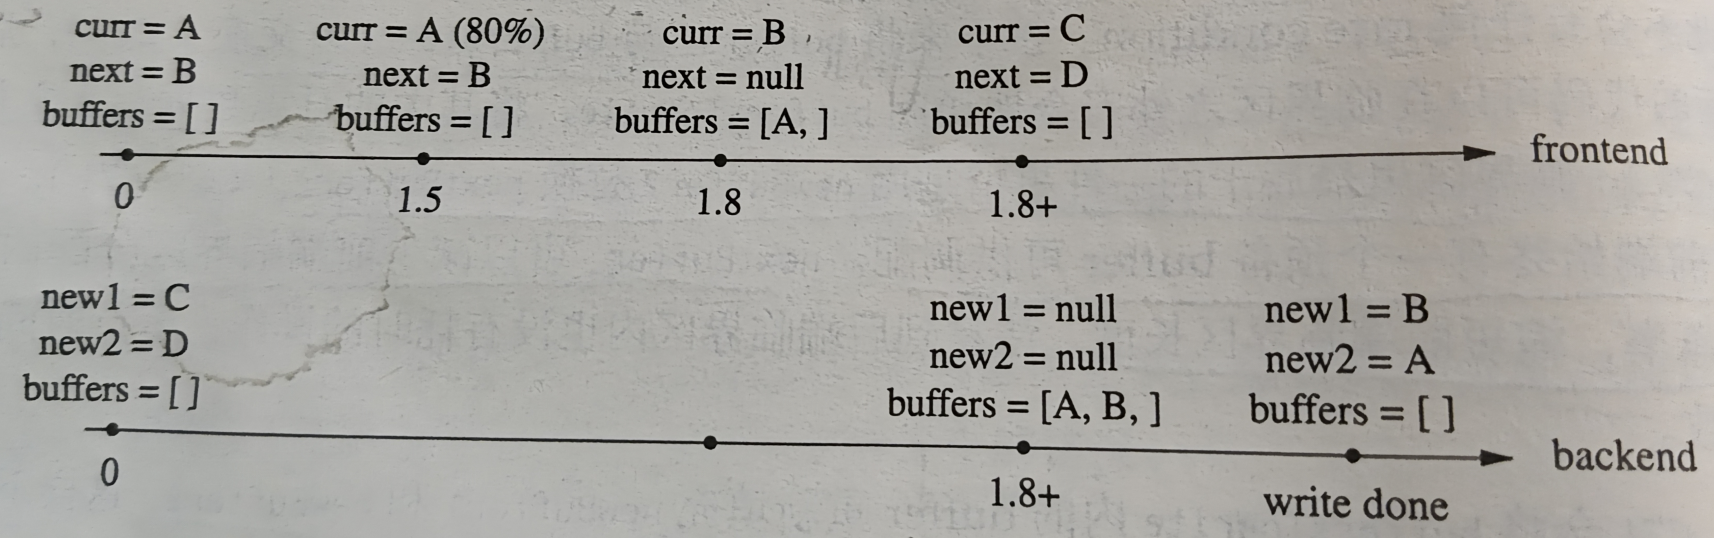 curr = A
next = B
buffers = [ ]
curr = A (80%)
next = B
buffers = [ ]
curr = B
next = null
buffers = [A, ]
curr = C
next = D
buffers = [ ]
frontend
0
1.5
1.8
1.8+
new1 = C
new2 = D
buffers = [ ]
new1 = null
new2 = null
buffers = [A, B, ]
new1 = B
new2 = A
buffers = [ ]
backend
0
1.8+
write done